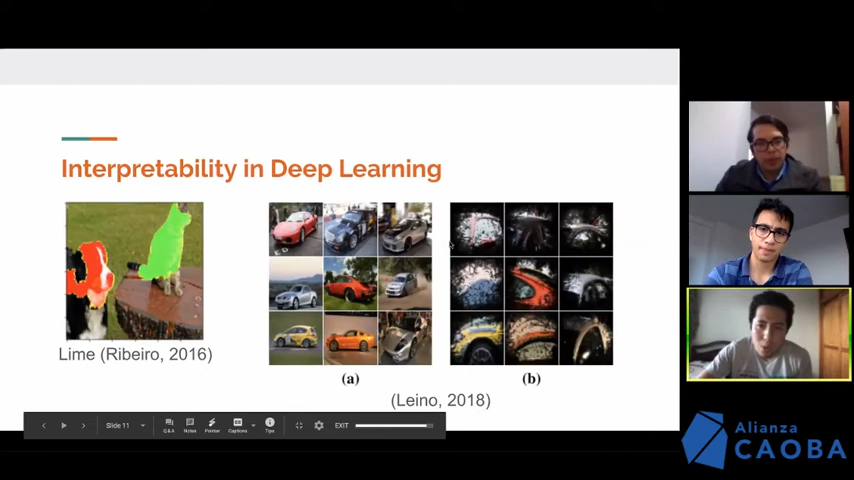 Interpretability in Deep Learning
Lime (Ribeiro, 2016)
(a)
(b)
(Leino, 2018)
Slide 11
Q&A
Notes
Pointer
Captions
Tips
EXIT
Alianza
CAOBA